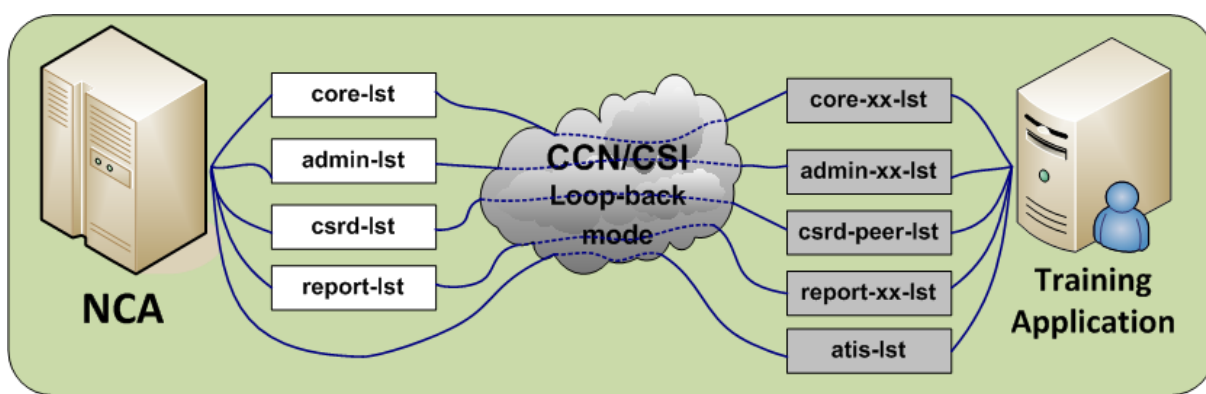 core-lst
admin-lst
csrd-lst
report-lst
NCA
CCN/CSI
Loop-back
mode
core-xx-lst
admin-xx-lst
csrd-peer-lst
report-xx-lst
atis-lst
Training
Application